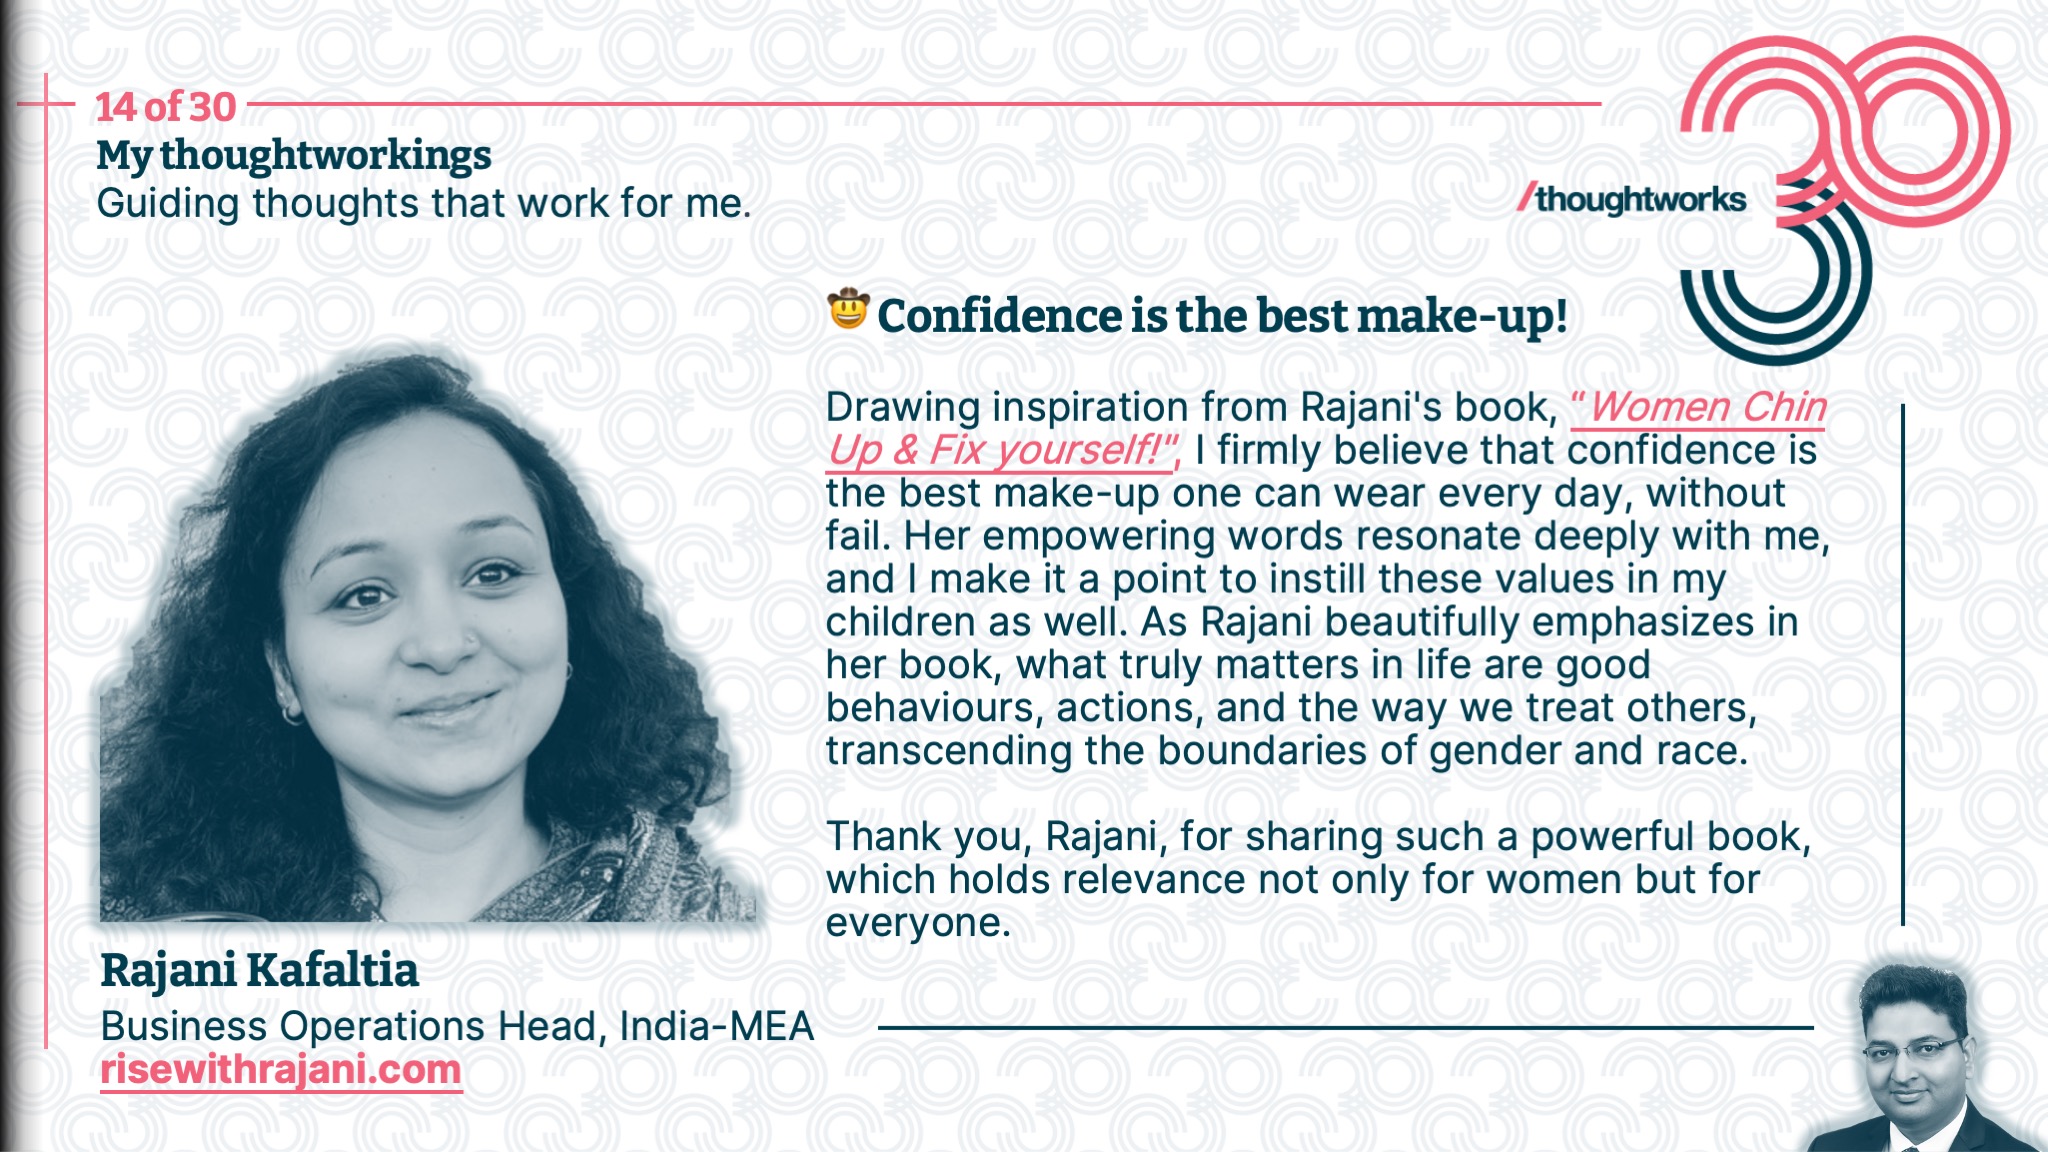 14 of 30
My thoughtworkings
Guiding thoughts that work for me.
/thoughtworks
30
🤠 Confidence is the best make-up!
Drawing inspiration from Rajani's book, “Women Chin
Up & Fix yourself!", I firmly believe that confidence is
the best make-up one can wear every day, without
fail. Her empowering words resonate deeply with me,
and I make it a point to instill these values in my
children as well. As Rajani beautifully emphasizes in
her book, what truly matters in life are good
behaviours, actions, and the way we treat others,
transcending the boundaries of gender and race.
Thank you, Rajani, for sharing such a powerful book,
which holds relevance not only for women but for
everyone.
Rajani Kafaltia
Business Operations Head, India-MEA
risewithrajani.com